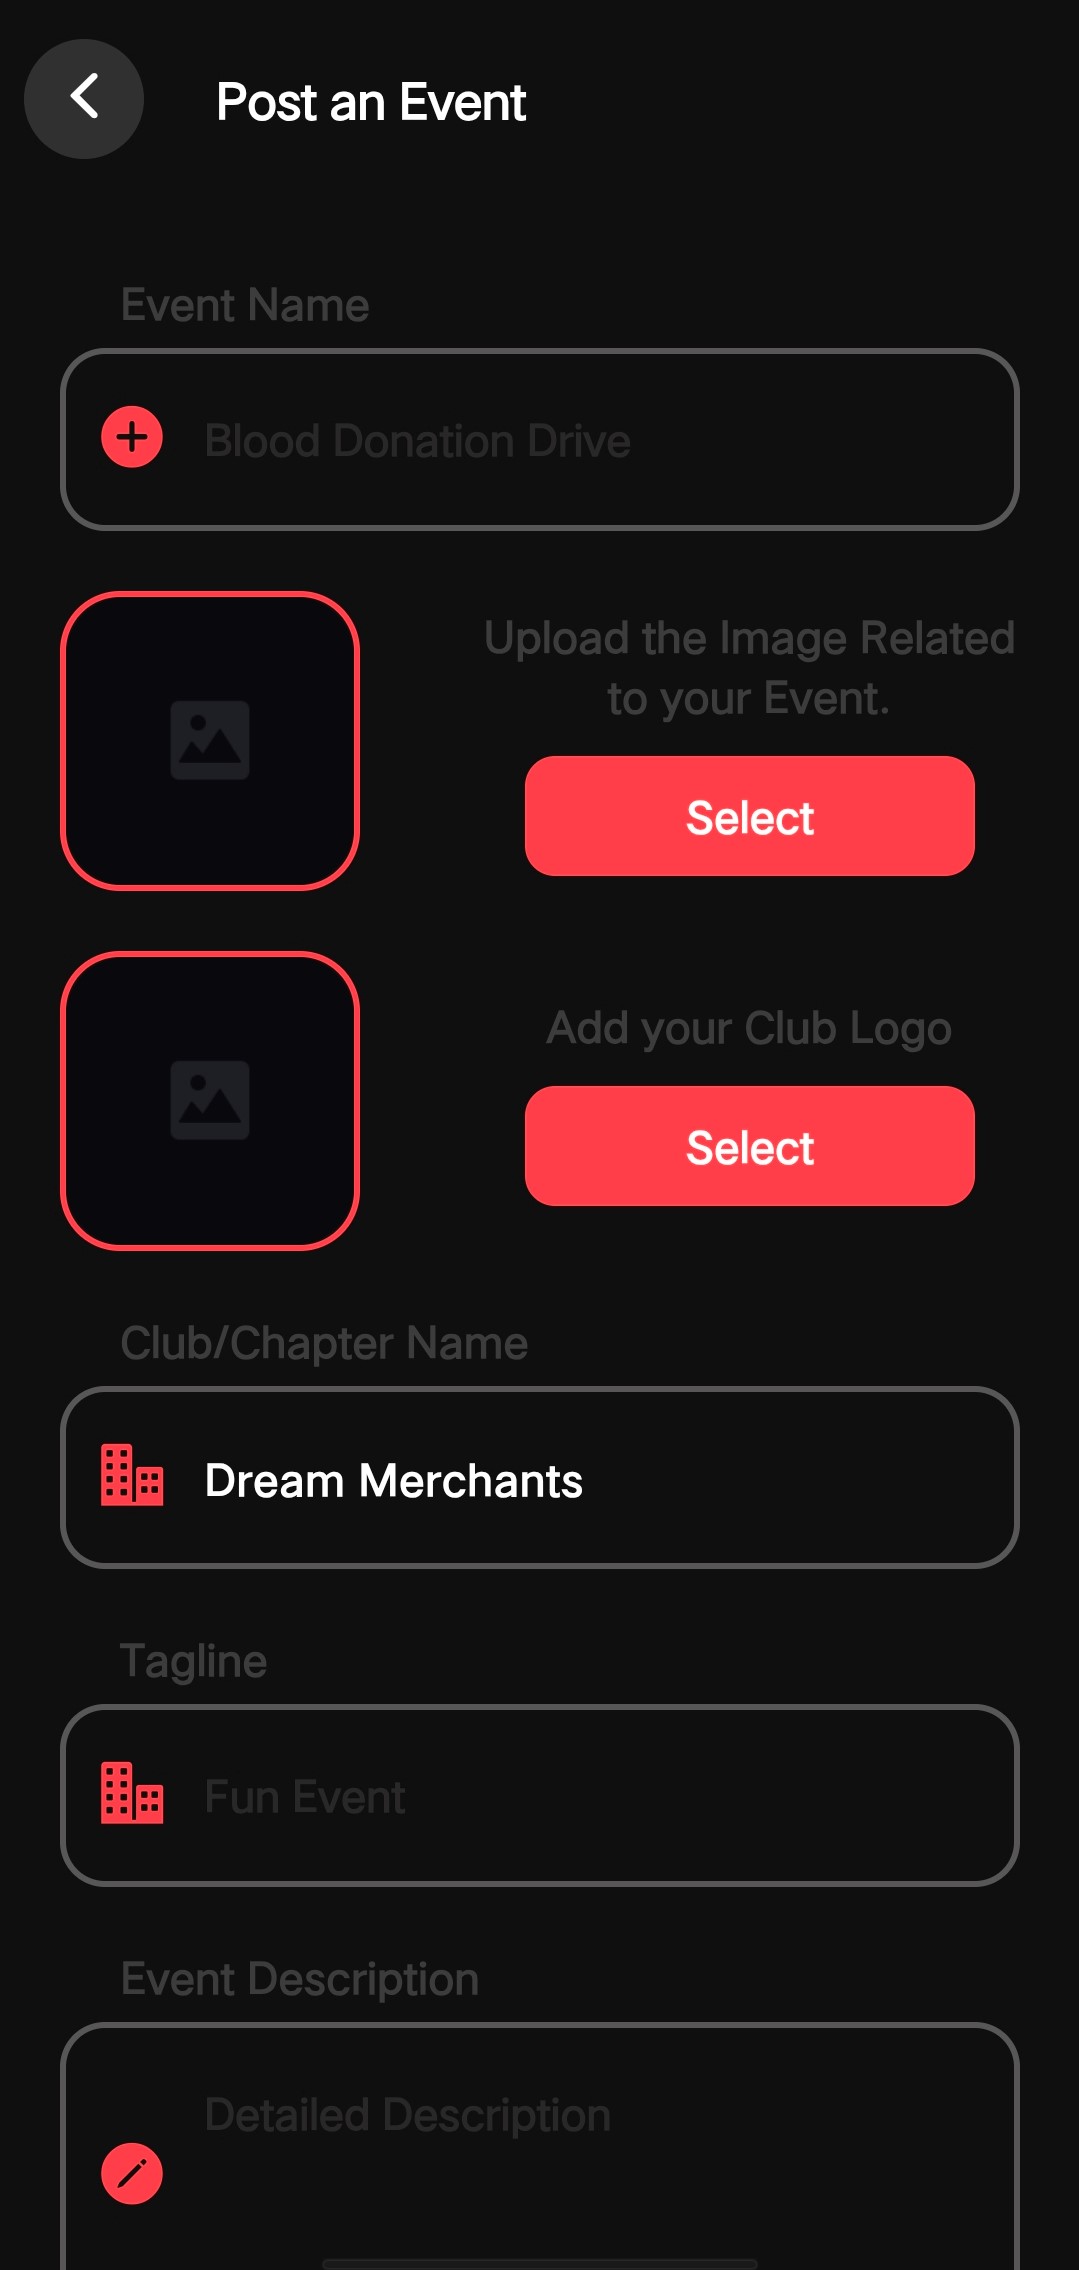 Post an Event
Event Name
Blood Donation Drive
Upload the Image Related
to your Event.
Select
Add your Club Logo
Select
Club/Chapter Name
Dream Merchants
Tagline
Fun Event
Event Description
Detailed Description